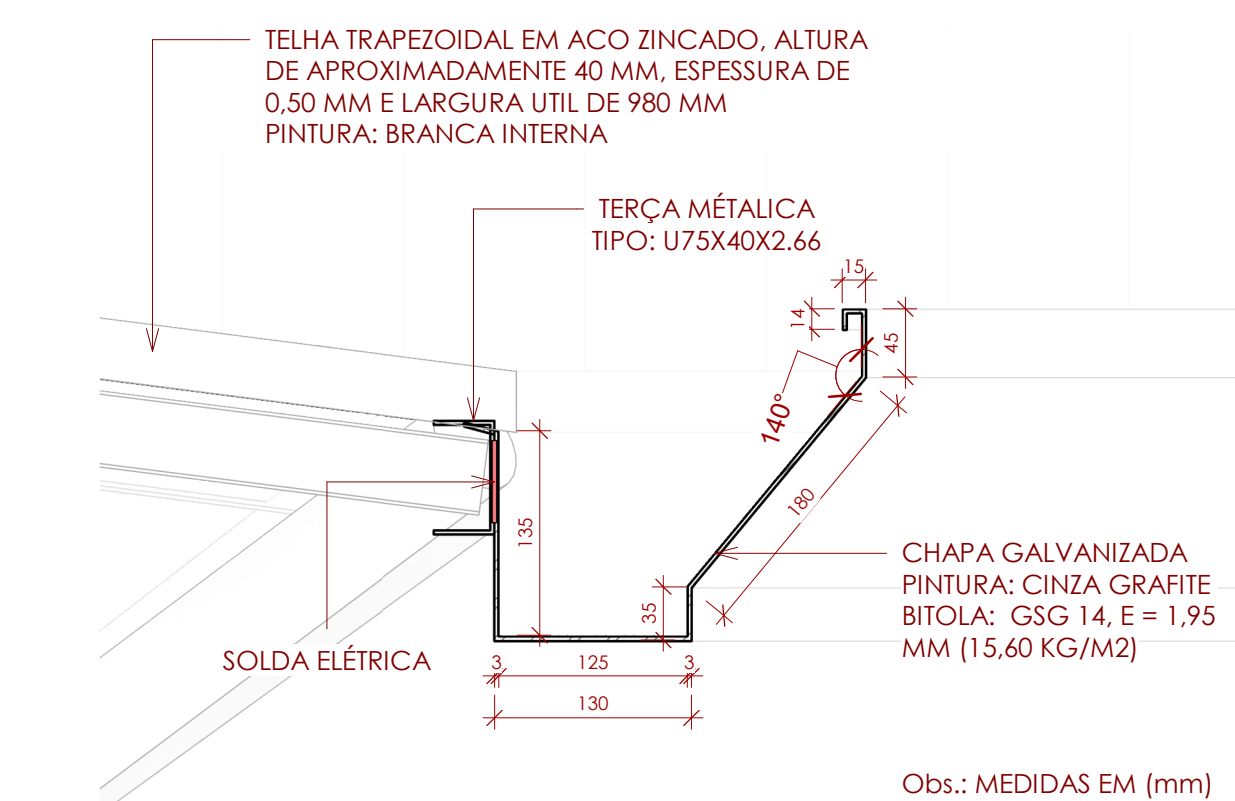 TELHA TRAPEZOIDAL EM ACO ZINCADO, ALTURA
DE APROXIMADAMENTE 40 MM, ESPESSURA DE
0,50 MM E LARGURA UTIL DE 980 MM
PINTURA: BRANCA INTERNA
TERÇA MÉTALICA
TIPO: U75X40X2.66
15
14
45
140°
180
135
35
CHAPA GALVANIZADA
PINTURA: CINZA GRAFITE
BITOLA: GSG 14, E = 1,95
MM (15,60 KG/M2)
SOLDA ELÉTRICA
3
125
3
130
Obs.: MEDIDAS EM (mm)